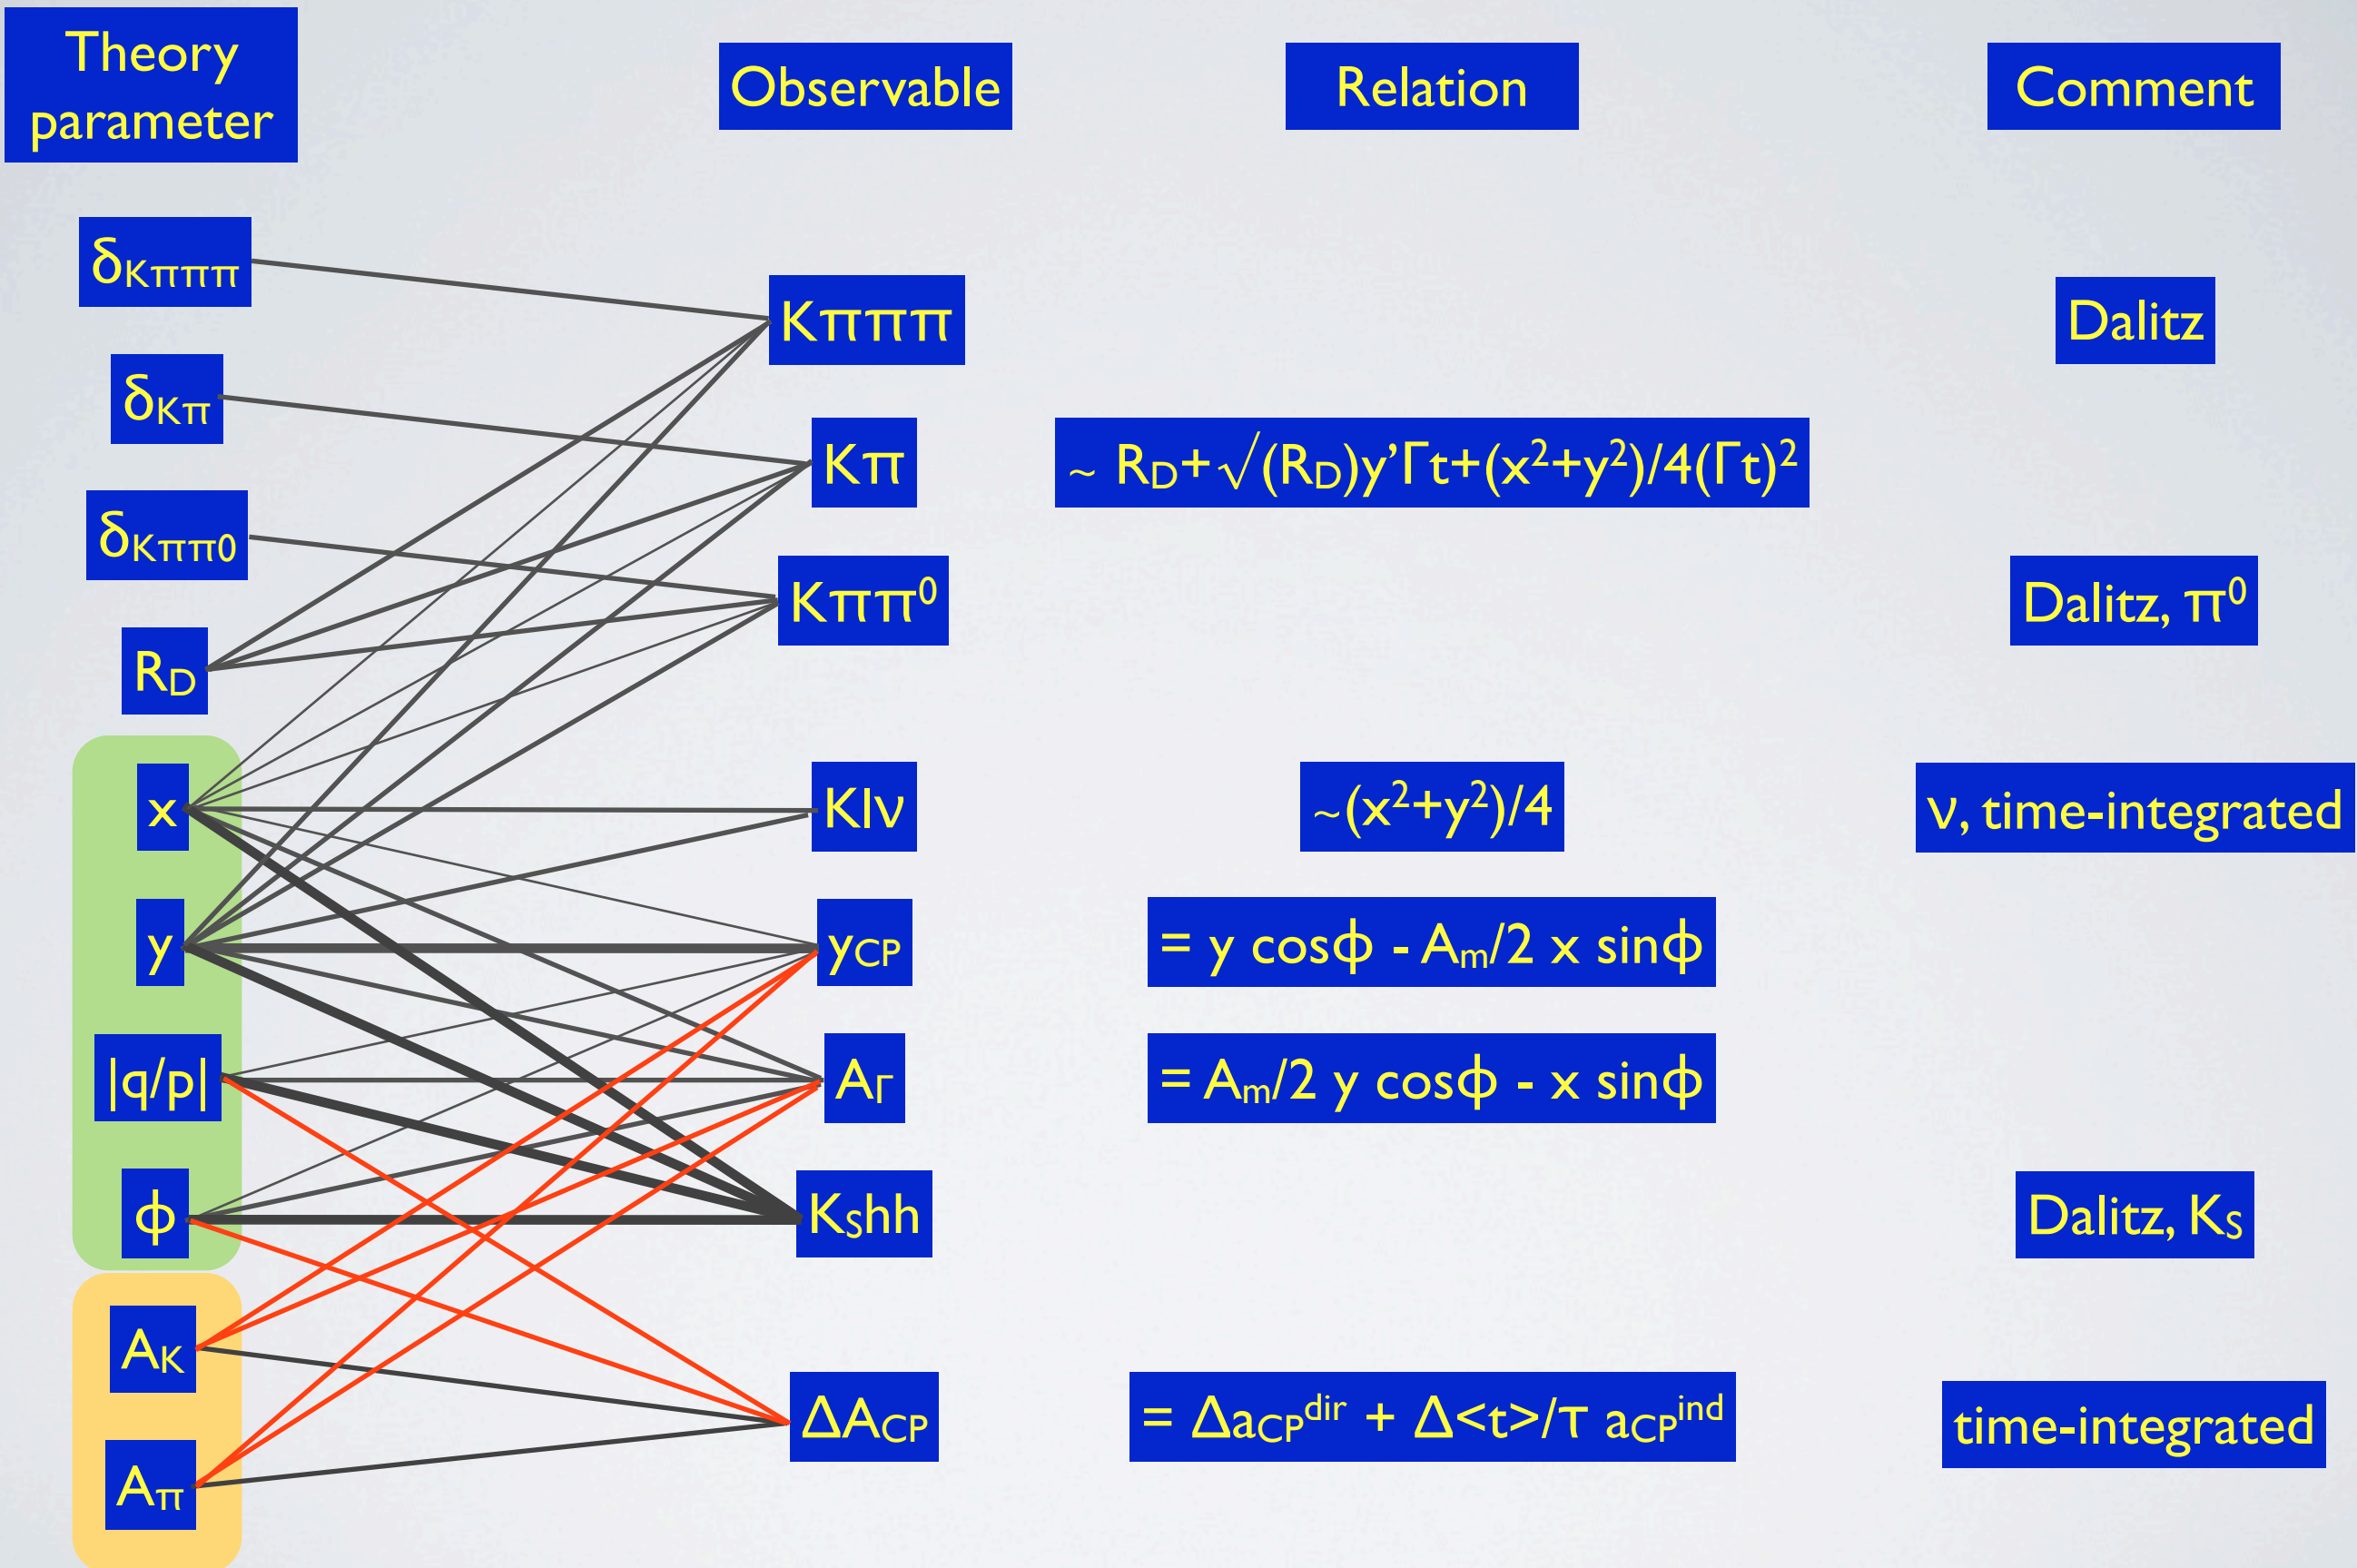 Theory
parameter
Observable
Relation
Comment
δKπππ
Kπππ
Dalitz
δKπ
Kπ
~ RD+√(RD)y’Γt+(x²+y²)/4(Γt)²
δKππ0
Kππ⁰
Dalitz, π⁰
RD
x
Klν
~(x²+y²)/4
ν, time-integrated
y
yCP
= y cosϕ - Am/2 x sinϕ
|q/p|
AΓ
= Am/2 y cosϕ - x sinϕ
ϕ
KShh
Dalitz, KS
AK
ΔACP
= ΔaCPdir + Δ<t>/τ aCPind
time-integrated
Aπ